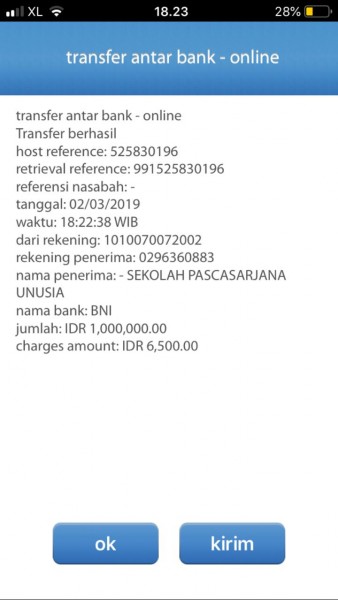 XL 18.23 28%
transfer antar bank - online
transfer antar bank - online
Transfer berhasil
host reference: 525830196
retrieval reference: 991525830196
referensi nasabah: -
tanggal: 02/03/2019
waktu: 18:22:38 WIB
dari rekening: 1010070072002
rekening penerima: 0296360883
nama penerima: - SEKOLAH PASCASARJANA
UNUSIA
nama bank: BNI
jumlah: IDR 1,000,000.00
charges amount: IDR 6,500.00
ok kirim